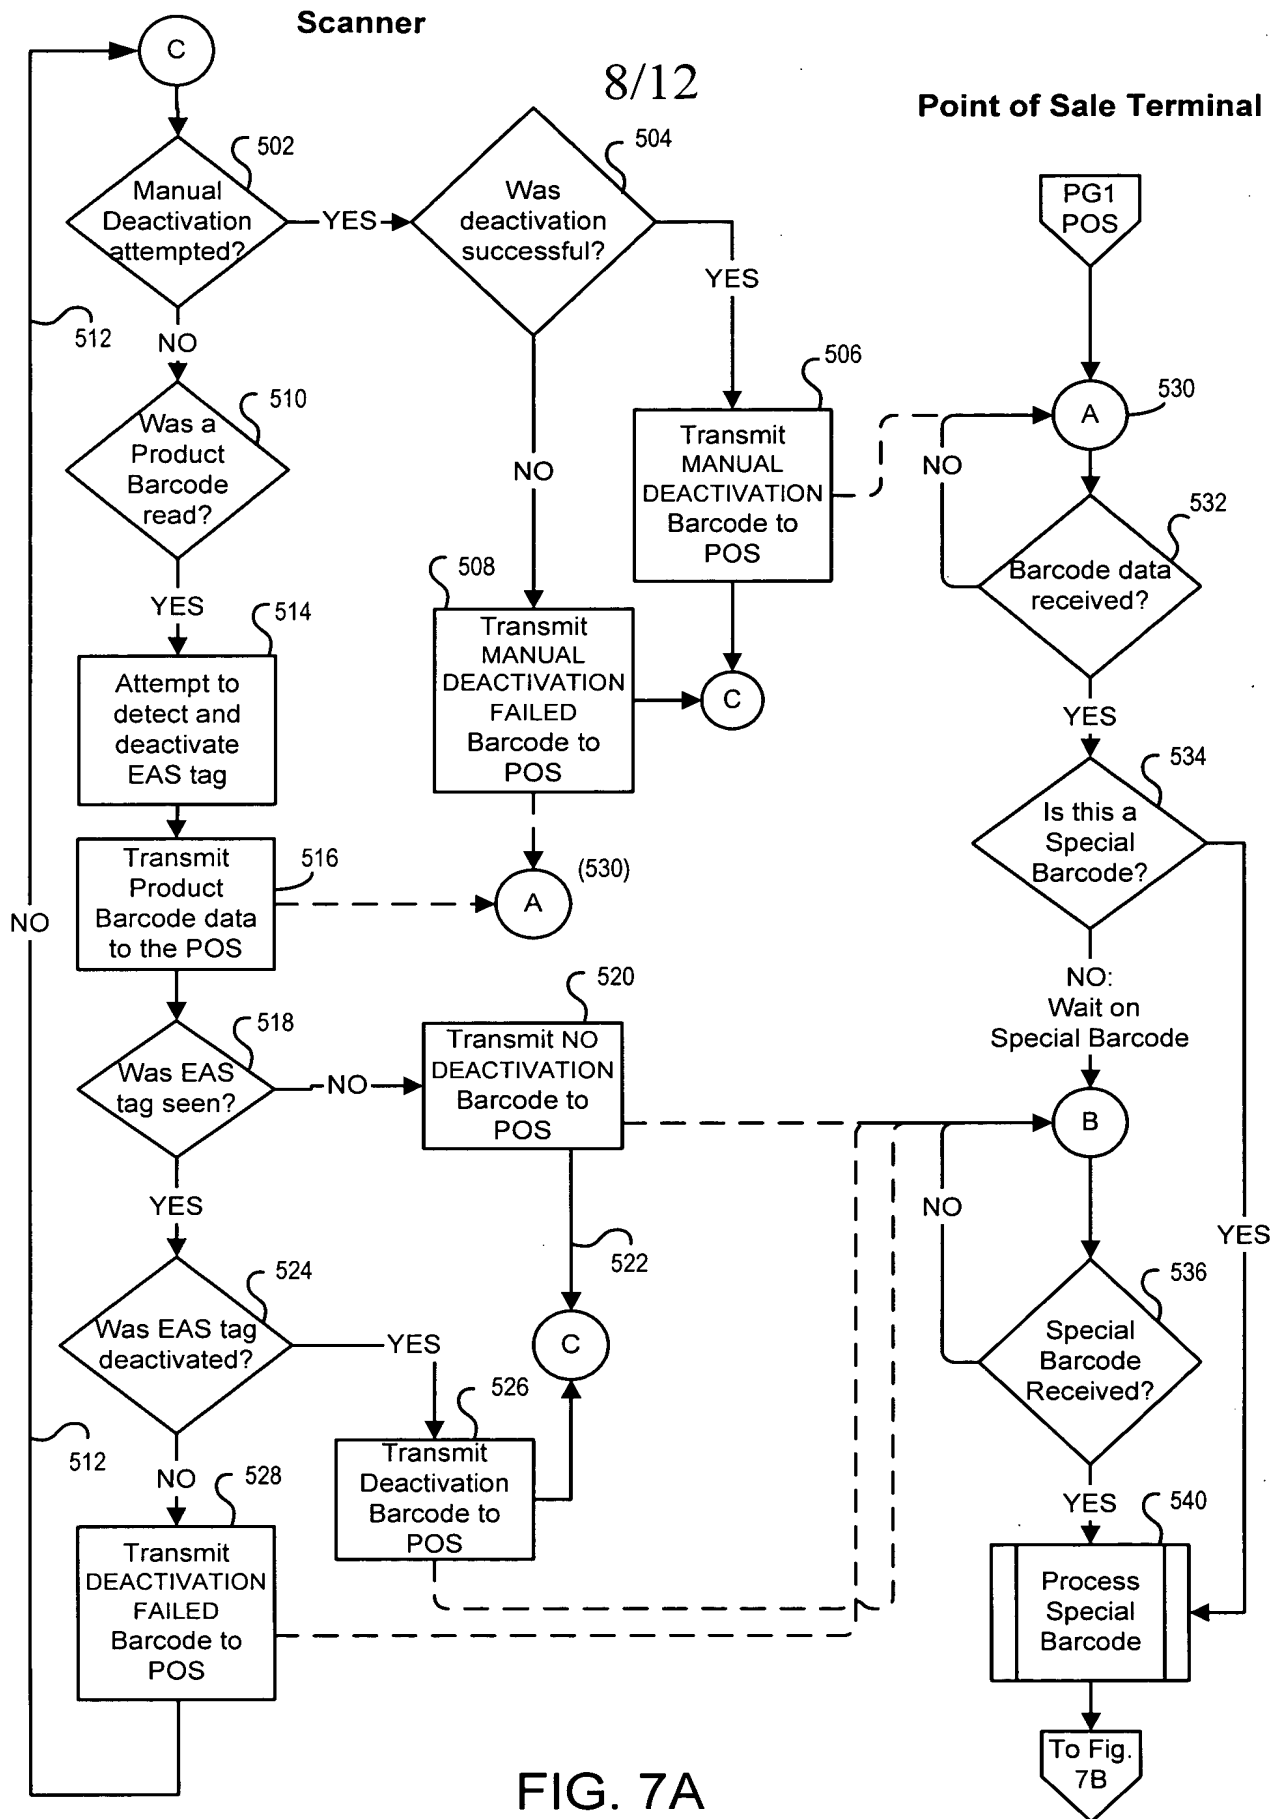 Scanner
8/12
Point of Sale Terminal
C
502
Manual
Deactivation
attempted?
YES
504
Was
deactivation
successful?
YES
PG1
POS
512
NO
510
Was a
Product
Barcode
read?
NO
506
Transmit
MANUAL
DEACTIVATION
Barcode to
POS
A
530
NO
532
Barcode data
received?
YES
508
Transmit
MANUAL
DEACTIVATION
FAILED
Barcode to
POS
C
YES
514
Attempt to
detect and
deactivate
EAS tag
534
Is this a
Special
Barcode?
516
Transmit
Product
Barcode data
to the POS
A
(530)
NO
NO:
Wait on
Special Barcode
518
Was EAS
tag seen?
NO
520
Transmit NO
DEACTIVATION
Barcode to
POS
B
YES
522
NO
YES
524
Was EAS tag
deactivated?
YES
C
536
Special
Barcode
Received?
512
NO
526
Transmit
Deactivation
Barcode to
POS
528
Transmit
DEACTIVATION
FAILED
Barcode to
POS
YES
540
Process
Special
Barcode
To Fig.
7B
FIG. 7A